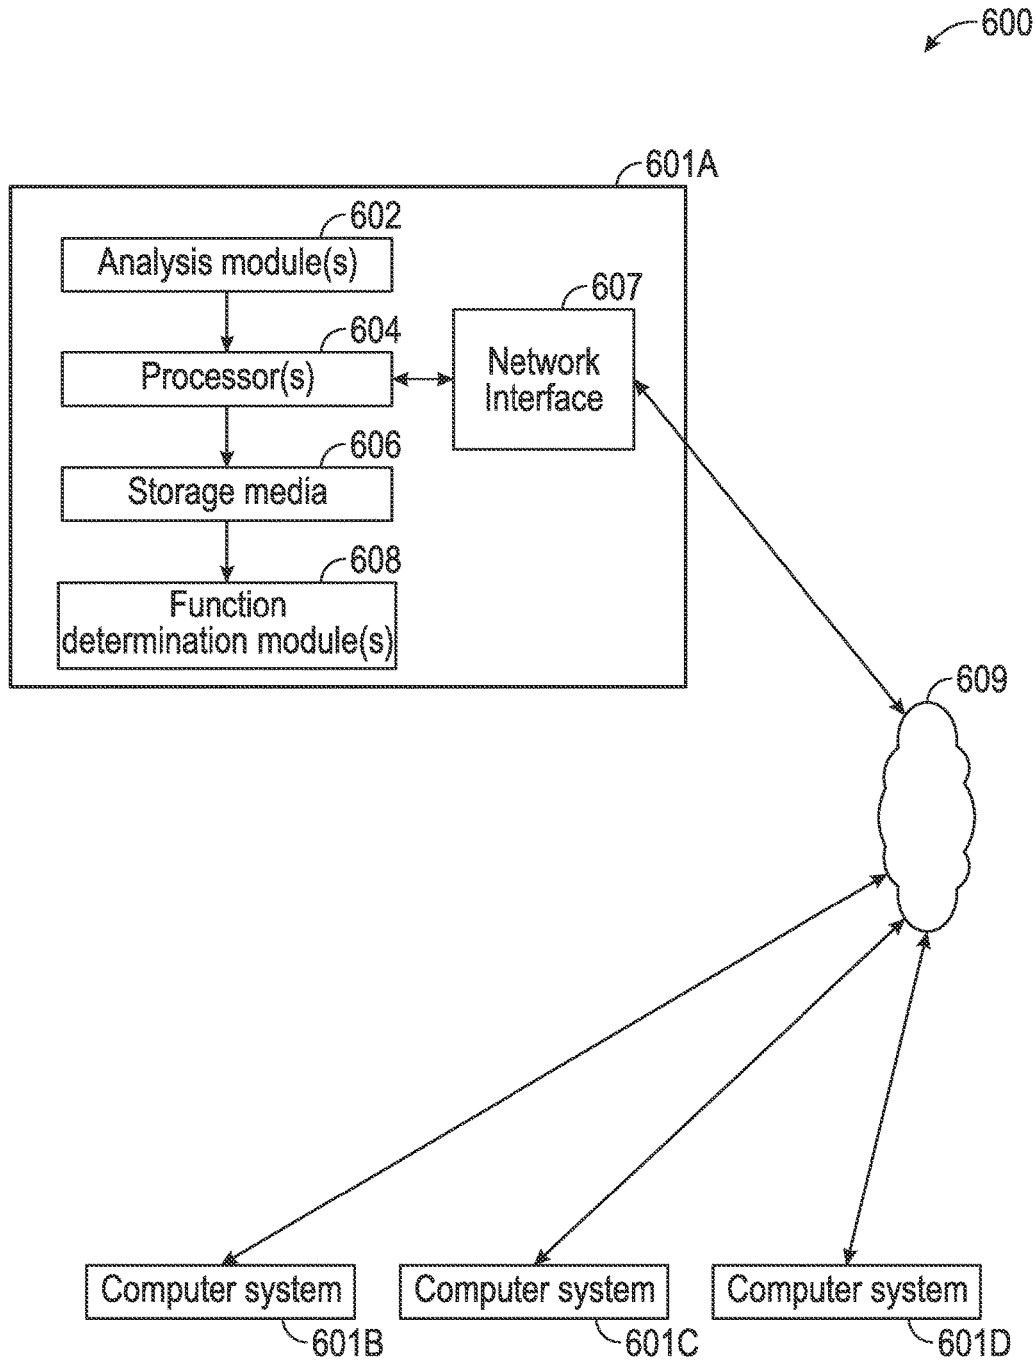 600
601A
602
Analysis module(s)
604
Processor(s)
606
Storage media
608
Function
determination module(s)
607
Network
Interface
609
Computer system
601B
Computer system
601C
Computer system
601D